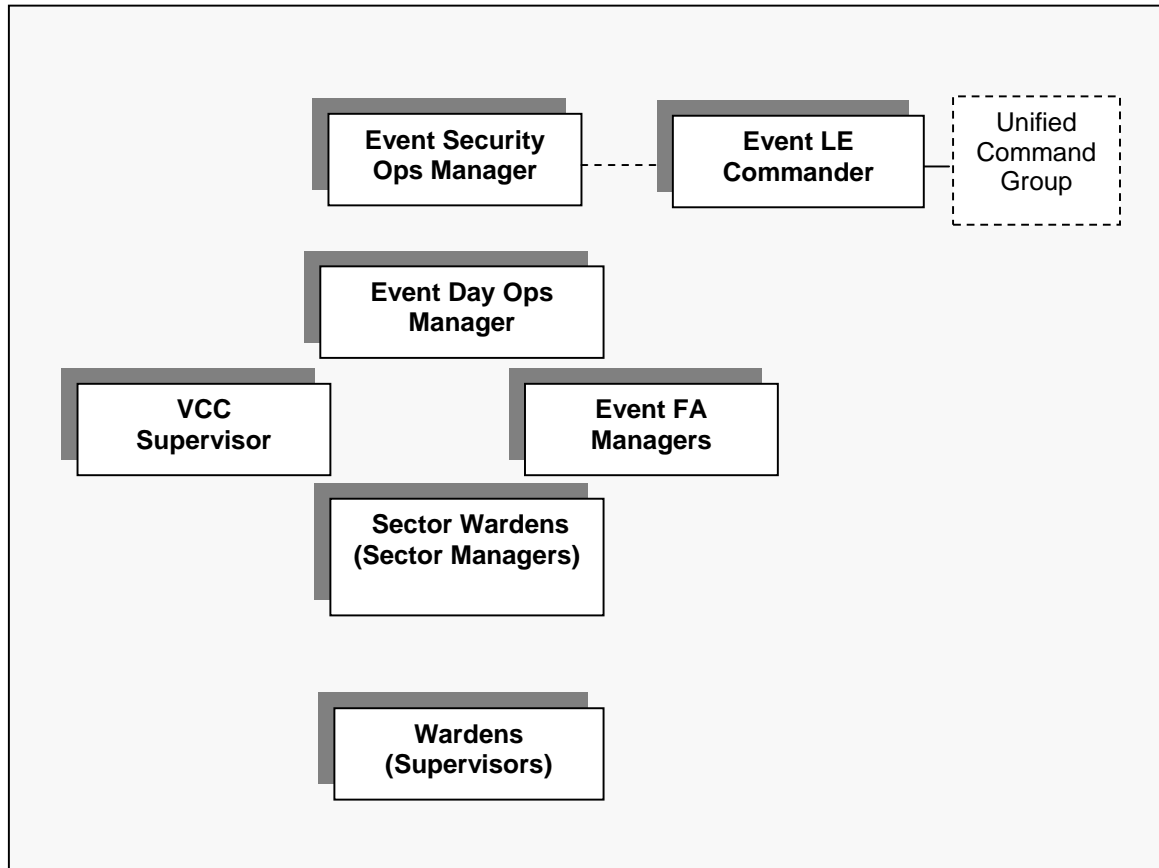 Event Security
Ops Manager
Event LE
Commander
Unified
Command
Group
Event Day Ops
Manager
VCC
Supervisor
Event FA
Managers
Sector Wardens
(Sector Managers)
Wardens
(Supervisors)